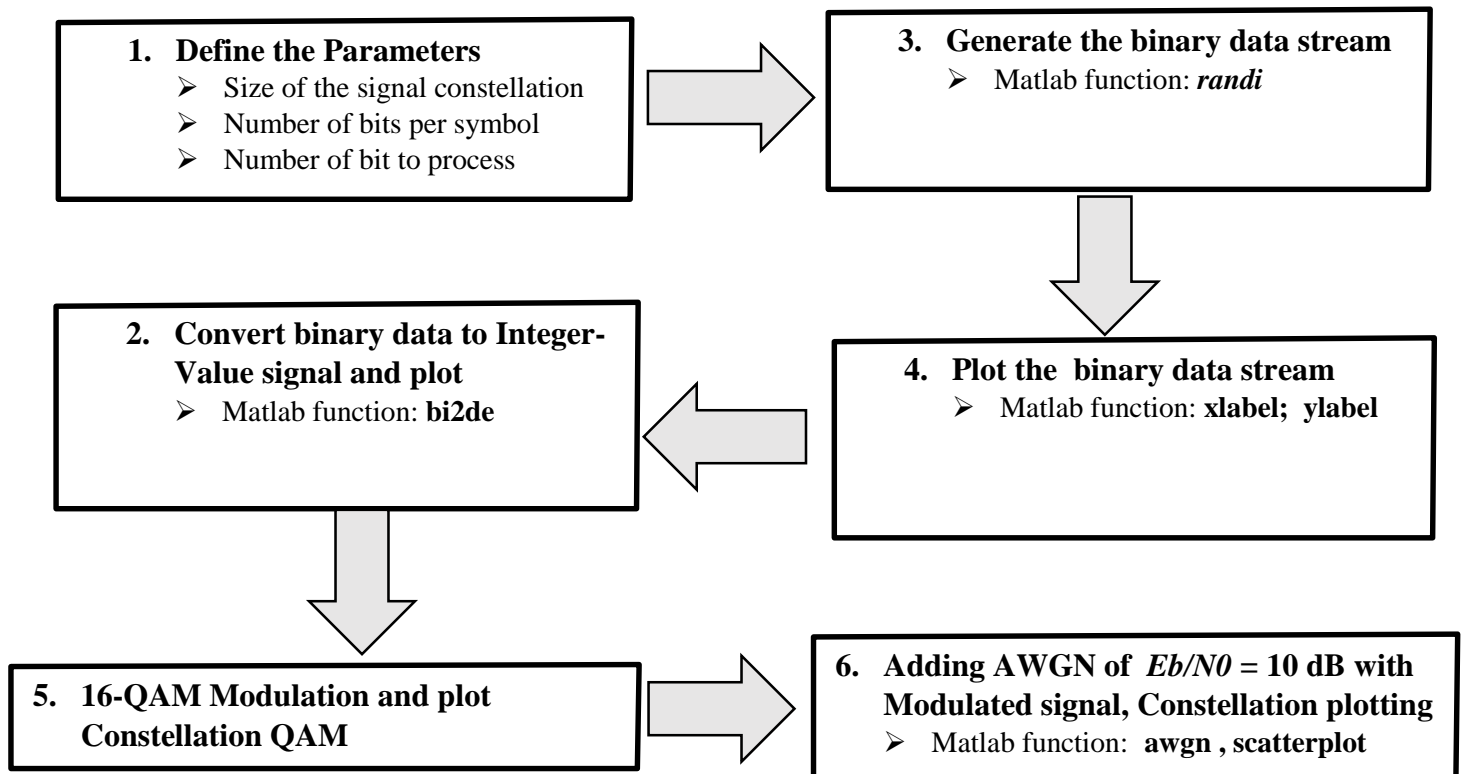 1. Define the Parameters
➢ Size of the signal constellation
➢ Number of bits per symbol
➢ Number of bit to process
3. Generate the binary data stream
➢ Matlab function: randi
4. Plot the binary data stream
➢ Matlab function: xlabel; ylabel
2. Convert binary data to Integer-
Value signal and plot
➢ Matlab function: bi2de
5. 16-QAM Modulation and plot
Constellation QAM
6. Adding AWGN of Eb/N0 = 10 dB with
Modulated signal, Constellation plotting
➢ Matlab function: awgn , scatterplot